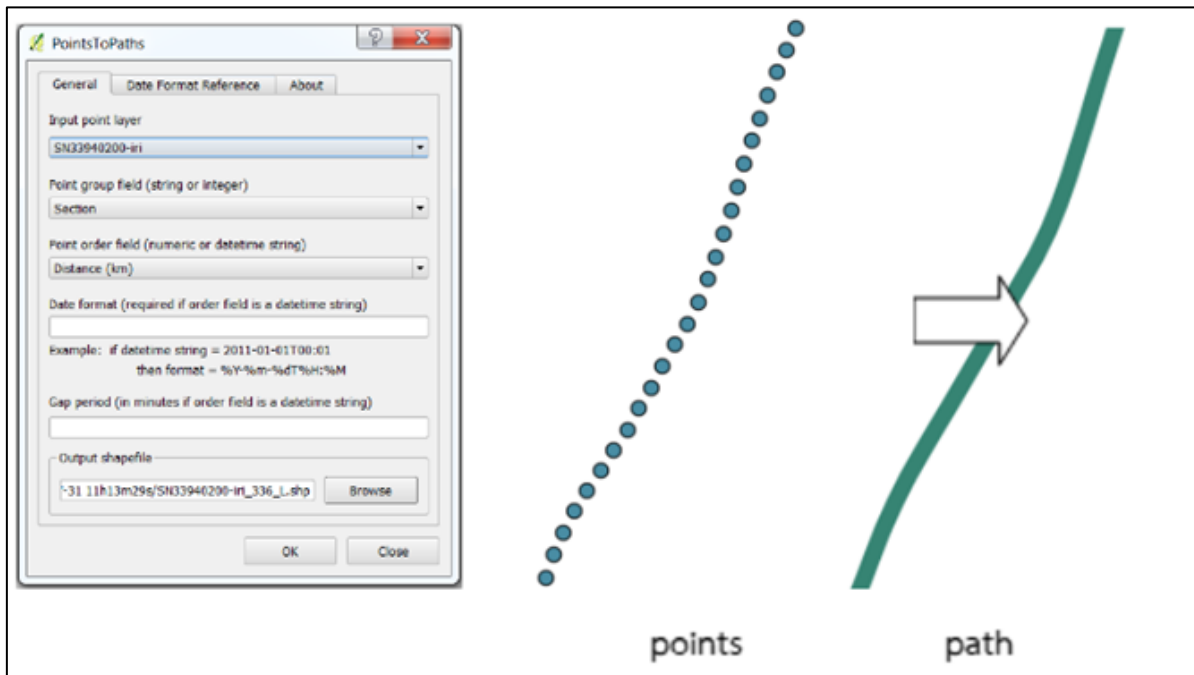 PointsToPaths
General
Date Format Reference
About
Input point layer
SN33940200-iri
Point group field (string or integer)
Section
Point order field (numeric or datetime string)
Distance (km)
Date format (required if order field is a datetime string)
Example: if datetime string = 2011-01-01T00:01
then format = %Y-%m-%dT%H:%M
Gap period (in minutes if order field is a datetime string)
Output shapefile
'-31 11h13m29s/SN33940200-iri_336_L.shp
Browse
OK
Close
points
path